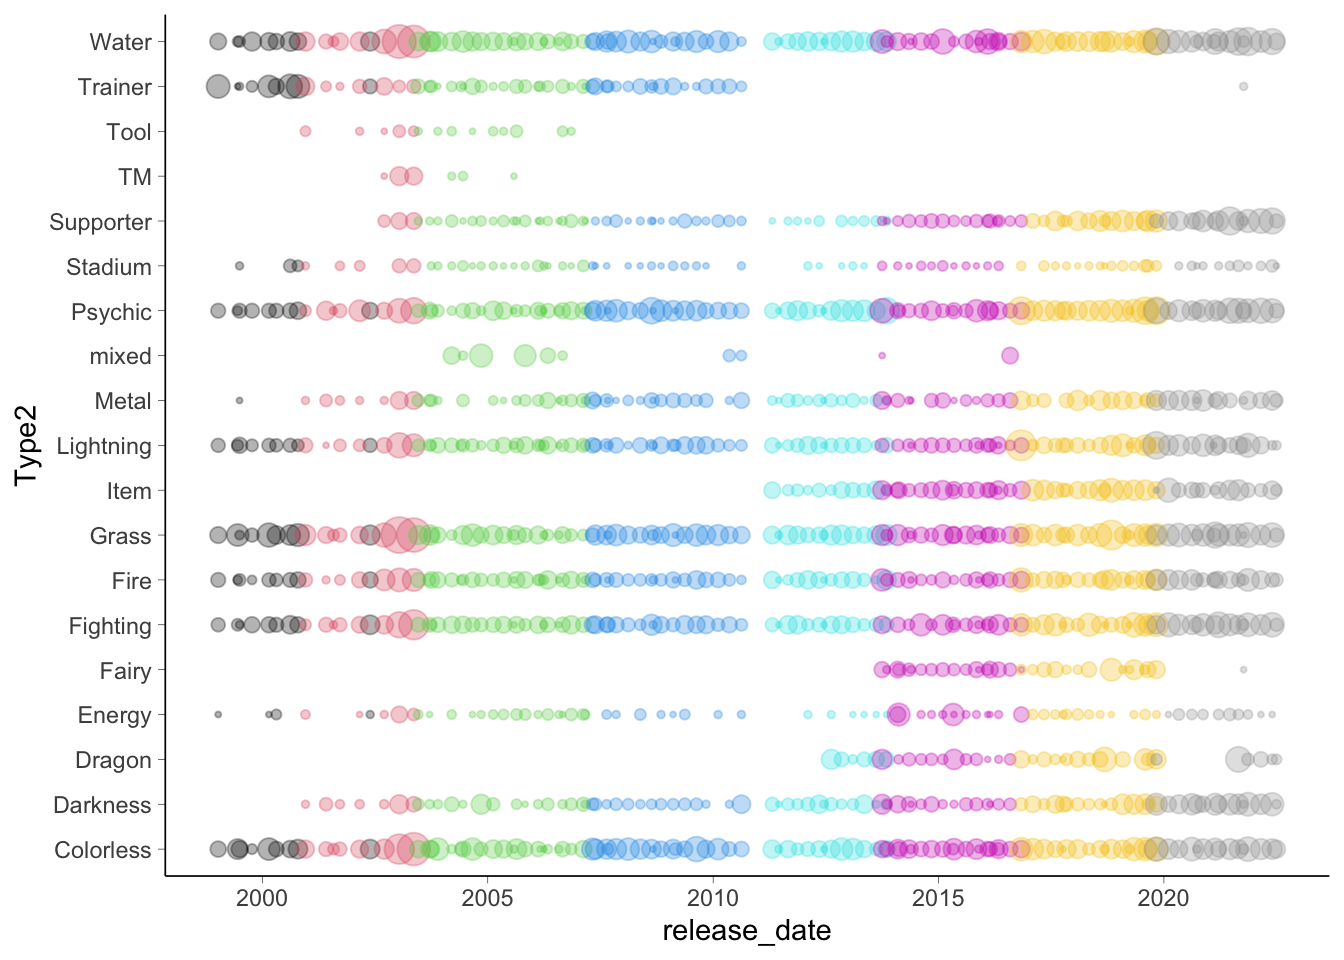 Water
Trainer
Tool
TM
Supporter
Stadium
Psychic
mixed
Metal
Lightning
Item
Grass
Fire
Fighting
Fairy
Energy
Dragon
Darkness
Colorless
Type2
2000 2005 2010 2015 2020
release_date